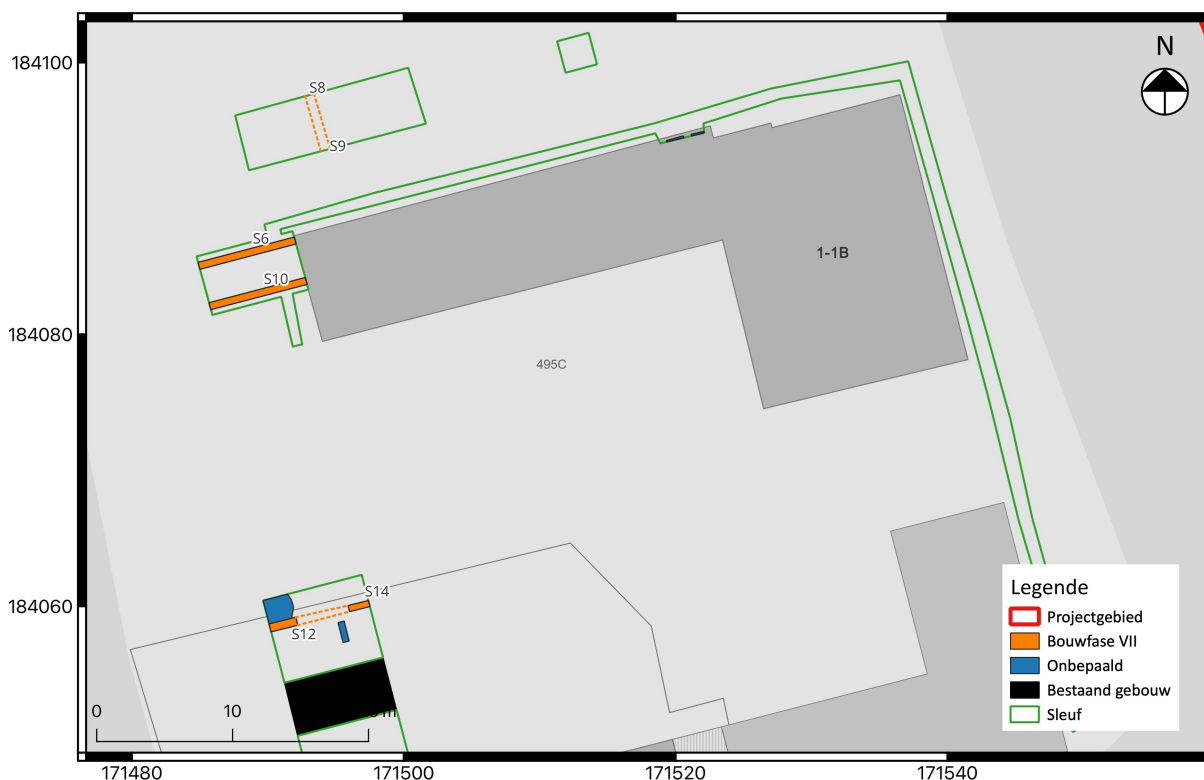 184100
N
S8
S9
S6
S10
1-1B
184080
495C
184060
S14
S12
Legende
Projectgebied
Bouwfase VII
Onbepaald
Bestaand gebouw
Sleuf
0 10 m
171480 171500 171520 171540